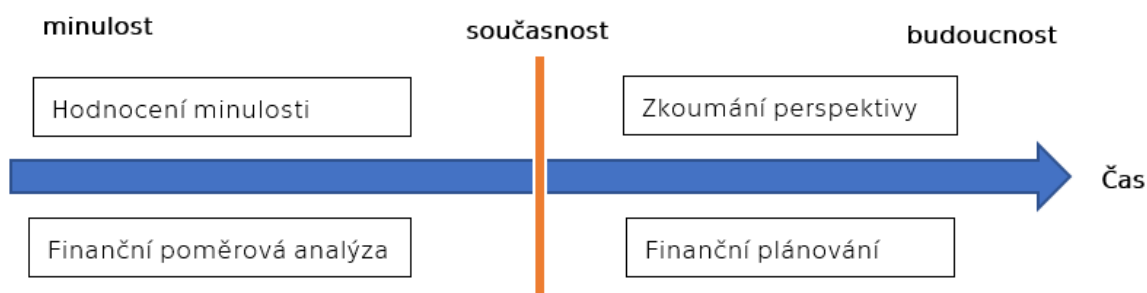 minulost
současnost
budoucnost
Hodnocení minulosti
Zkoumání perspektivy
Čas
Finanční poměrová analýza
Finanční plánování